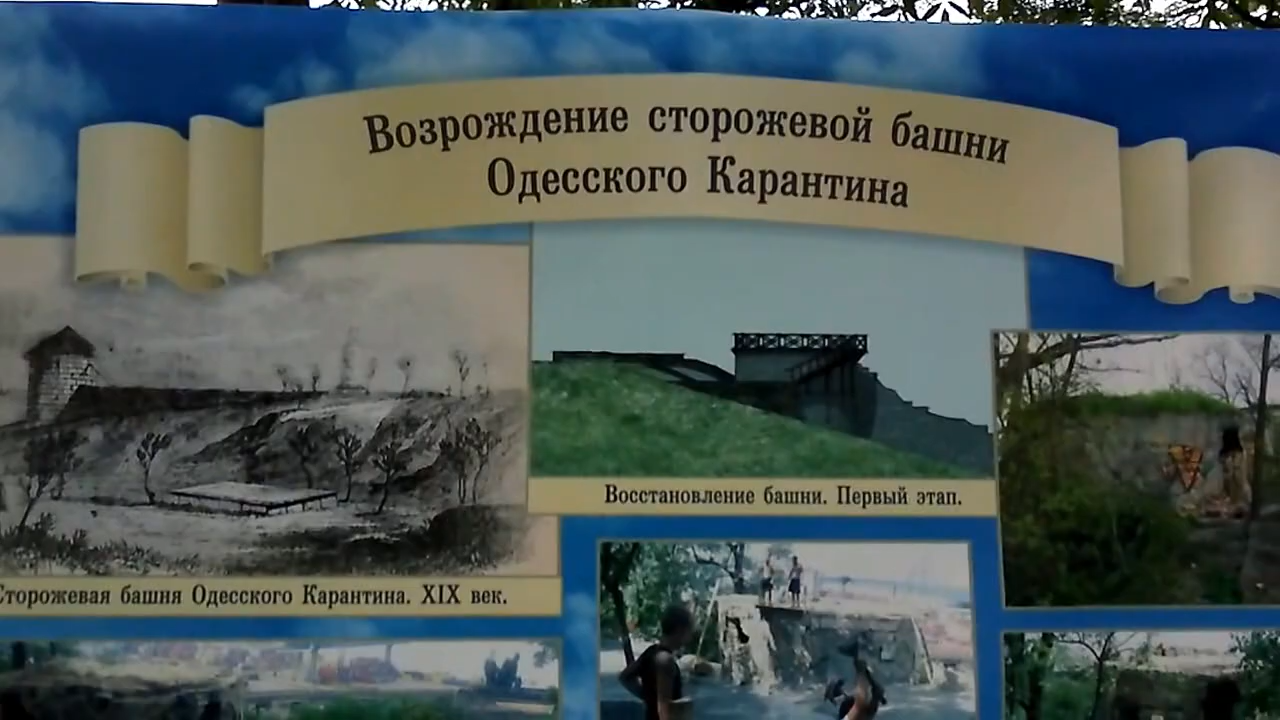 Возрождение сторожевой башни
Одесского Карантина
Восстановление башни. Первый этап.
Сторожевая башня Одесского Карантина. XIX век.